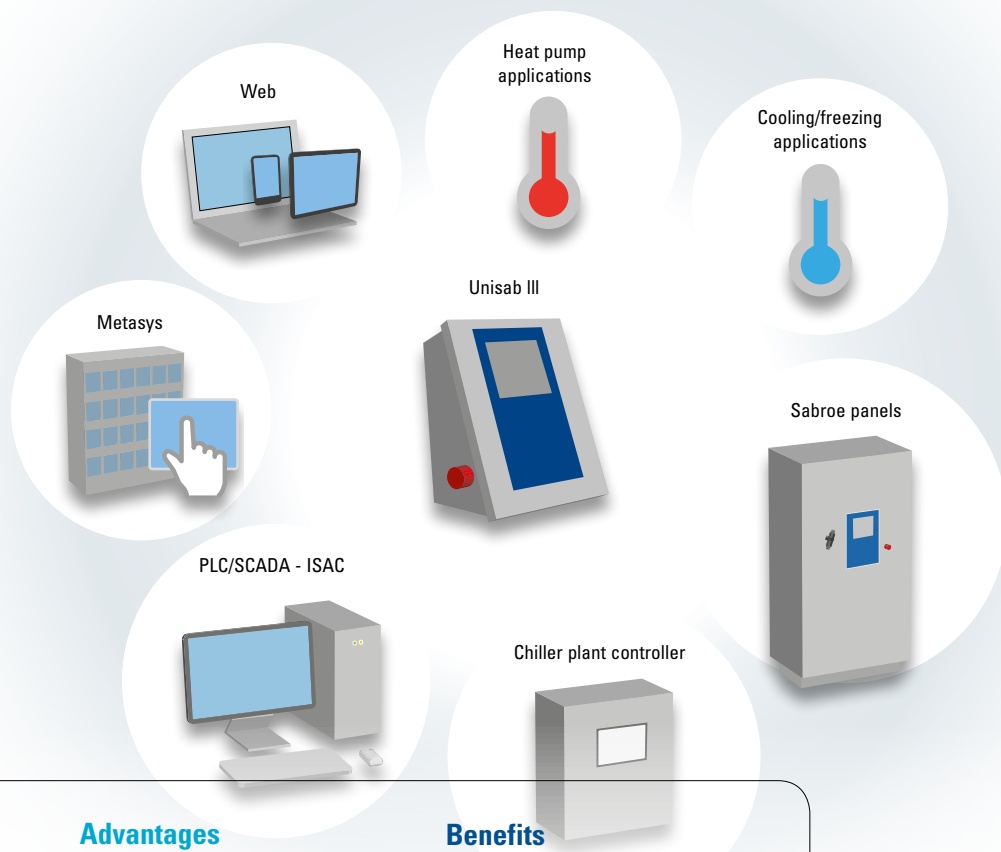 Heat pump
applications
Web
Cooling/freezing
applications
Unisab III
Metasys
Sabroe panels
PLC/SCADA - ISAC
Chiller plant controller
Advantages
Benefits